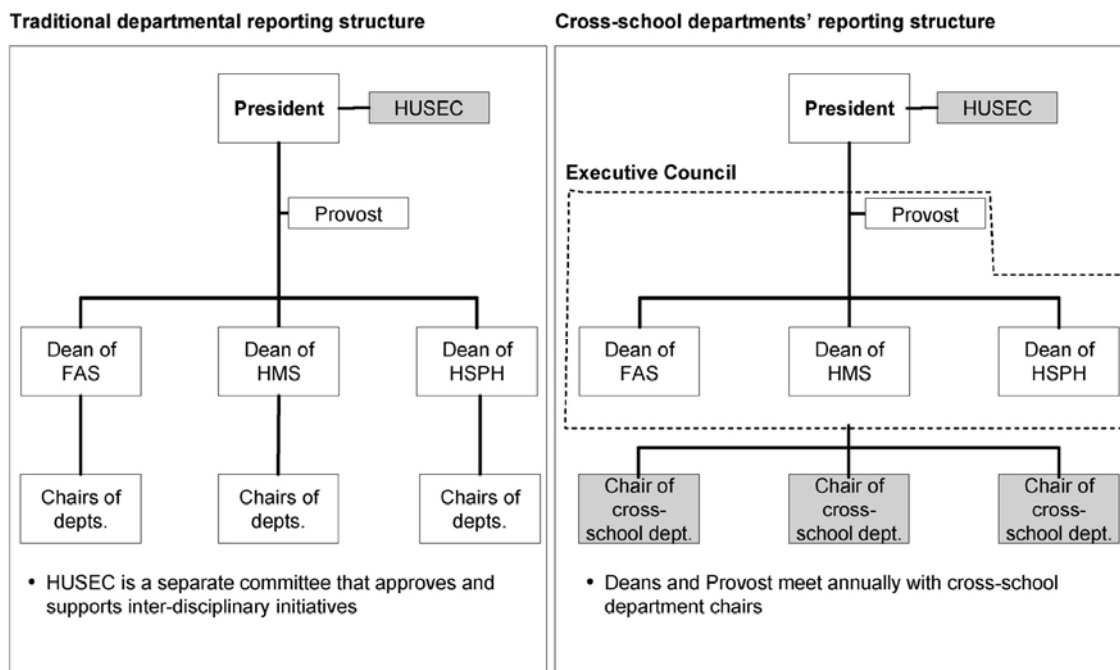 Traditional departmental reporting structure
President
HUSEC
Provost
Dean of
FAS
Dean of
HMS
Dean of
HSPH
Chairs of
depts.
Chairs of
depts.
Chairs of
depts.
• HUSEC is a separate committee that approves and
supports inter-disciplinary initiatives
Cross-school departments' reporting structure
President
HUSEC
Executive Council
Provost
Dean of
FAS
Dean of
HMS
Dean of
HSPH
Chair of
cross-
school dept.
Chair of
cross-
school dept.
Chair of
cross-
school dept.
• Deans and Provost meet annually with cross-school
department chairs